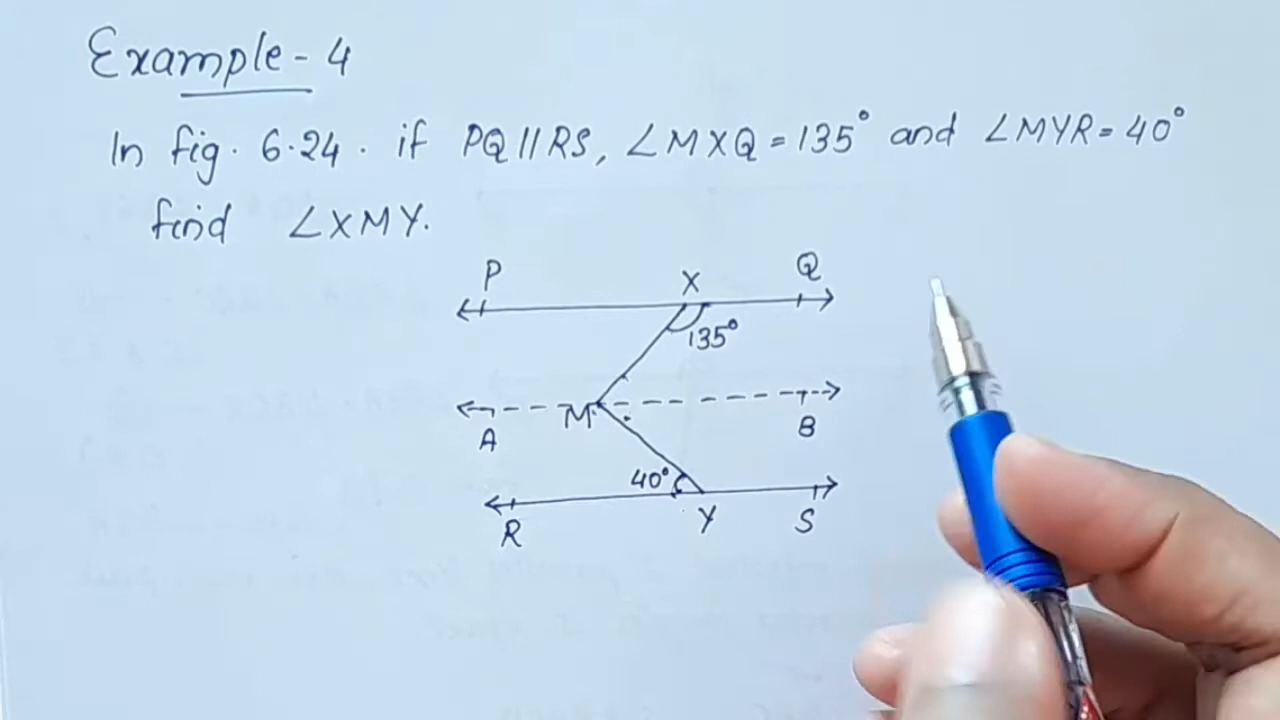 Example - 4
In fig. 6.24. if PQ || RS, ∠MXQ = 135° and ∠MYR = 40°
find ∠XMY.
P X Q
135°
A M B
40°
R Y S